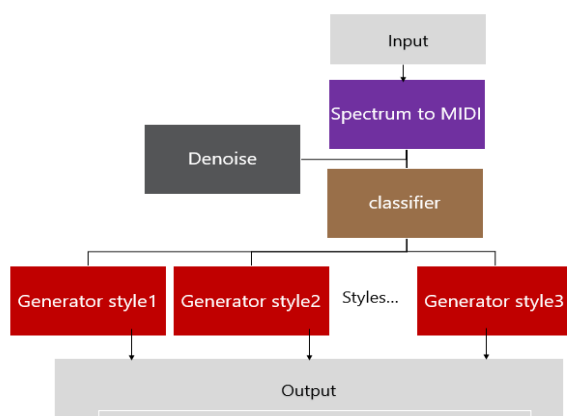 Input
Spectrum to MIDI
Denoise
classifier
Generator style1
Generator style2
Styles...
Generator style3
Output